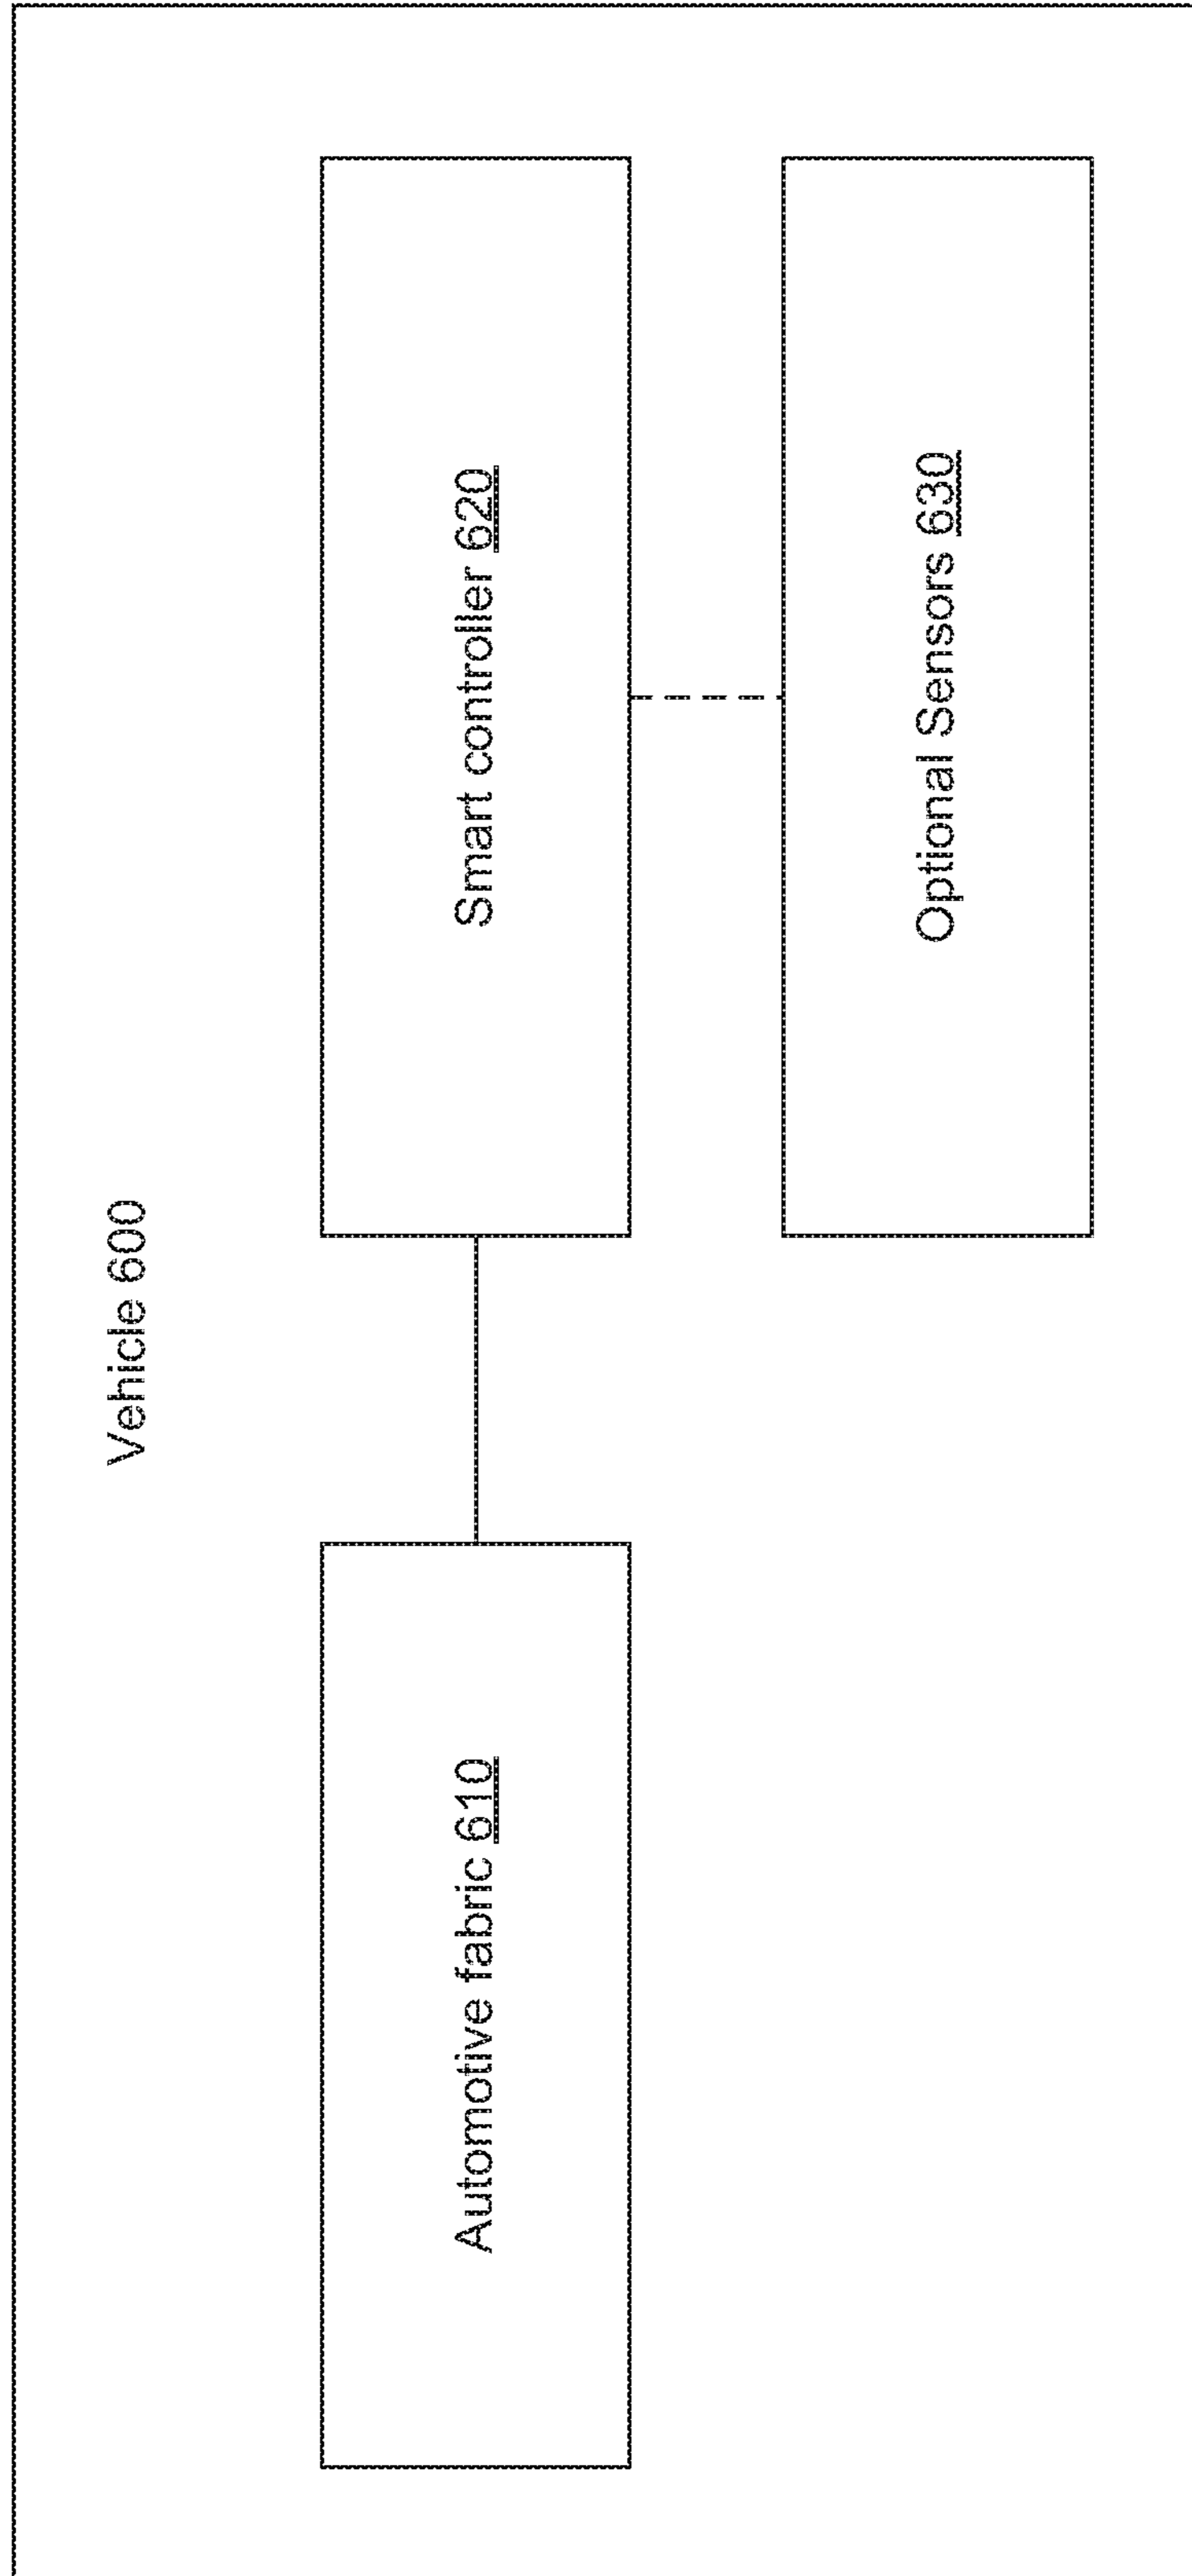 Vehicle 600
Automotive fabric 610
Smart controller 620
Optional Sensors 630